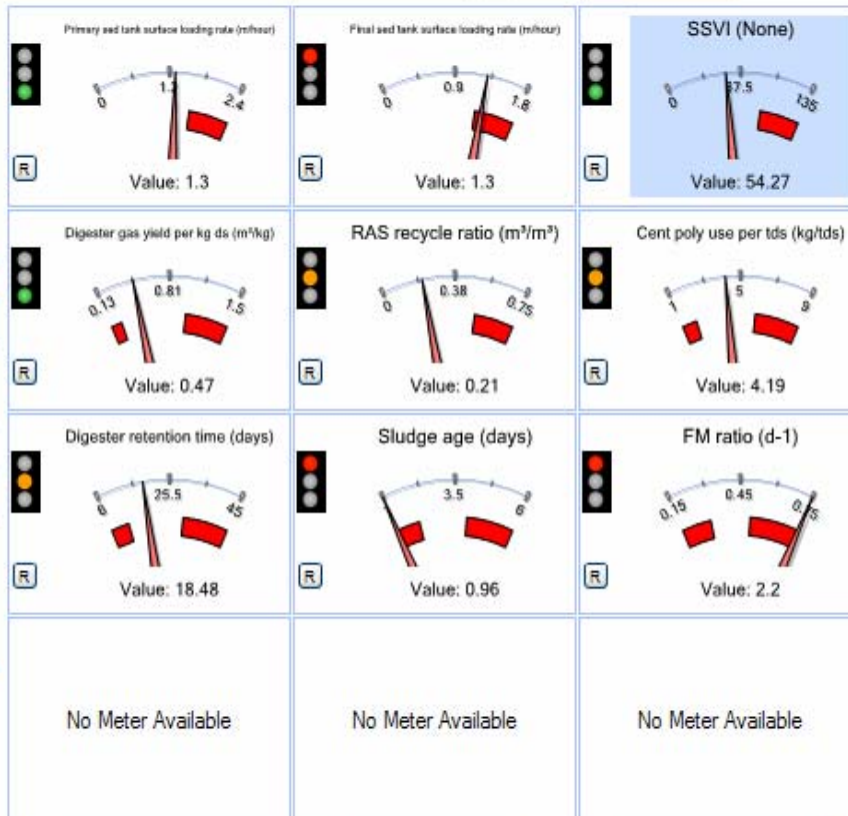 Primary sed tank surface loading rate (m/hour)
0
1.2
2.4
R
Value: 1.3
Final sed tank surface loading rate (m/hour)
0
0.9
1.8
R
Value: 1.3
SSVI (None)
0
67.5
135
R
Value: 54.27
Digester gas yield per kg ds (m³/kg)
0.13
0.81
1.5
R
Value: 0.47
RAS recycle ratio (m³/m³)
0
0.38
0.75
R
Value: 0.21
Cent poly use per tds (kg/tds)
1
5
9
R
Value: 4.19
Digester retention time (days)
6
25.5
45
R
Value: 18.48
Sludge age (days)
3.5
6
R
Value: 0.96
FM ratio (d-1)
0.15
0.45
0.75
R
Value: 2.2
No Meter Available
No Meter Available
No Meter Available